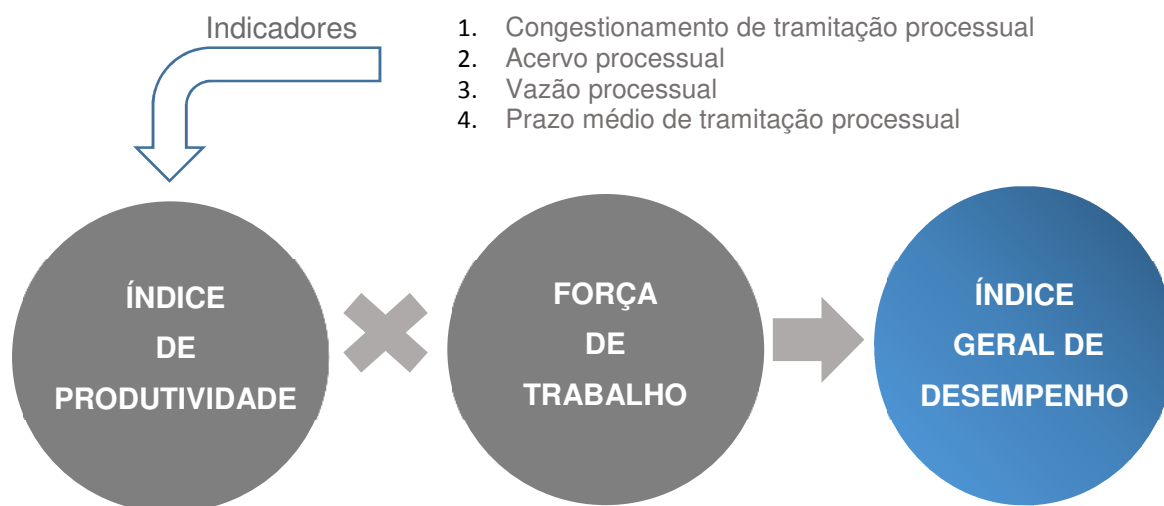 Indicadores
1. Congestionamento de tramitação processual
2. Acervo processual
3. Vazão processual
4. Prazo médio de tramitação processual
ÍNDICE
DE
PRODUTIVIDADE
FORÇA
DE
TRABALHO
ÍNDICE
GERAL DE
DESEMPENHO